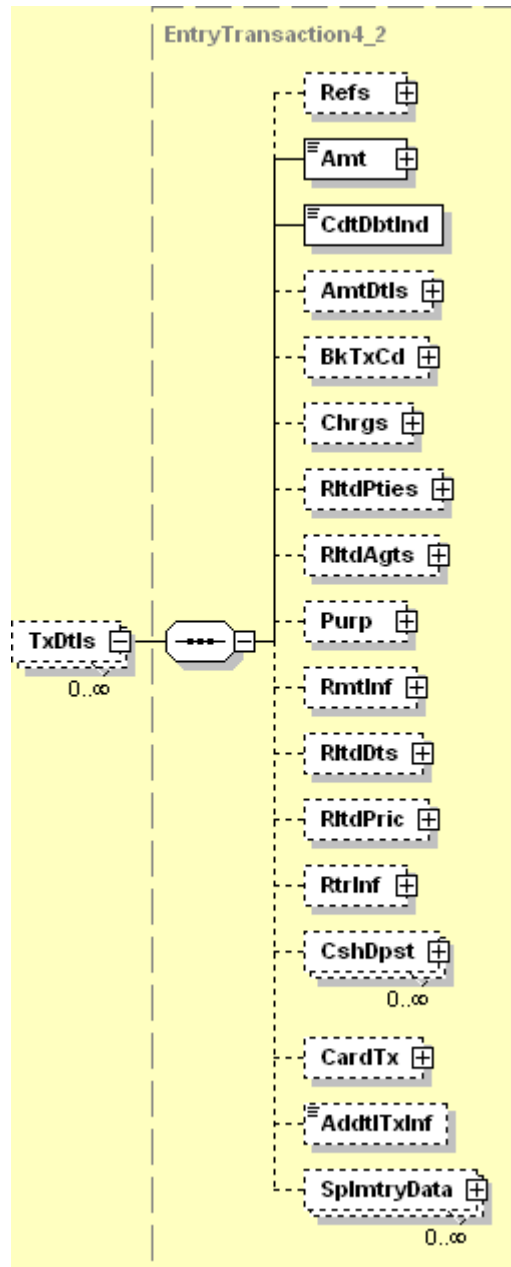 EntryTransaction4_2
Refs
Amt
CdtDbtInd
AmtDtls
BkTxCd
Chrgs
RltdPties
RltdAgts
Purp
TxDtls
0..∞
RmtInf
RltdDts
RltdPric
RtrInf
CshDpst
0..∞
CardTx
AddtlTxInf
SplmtryData
0..∞